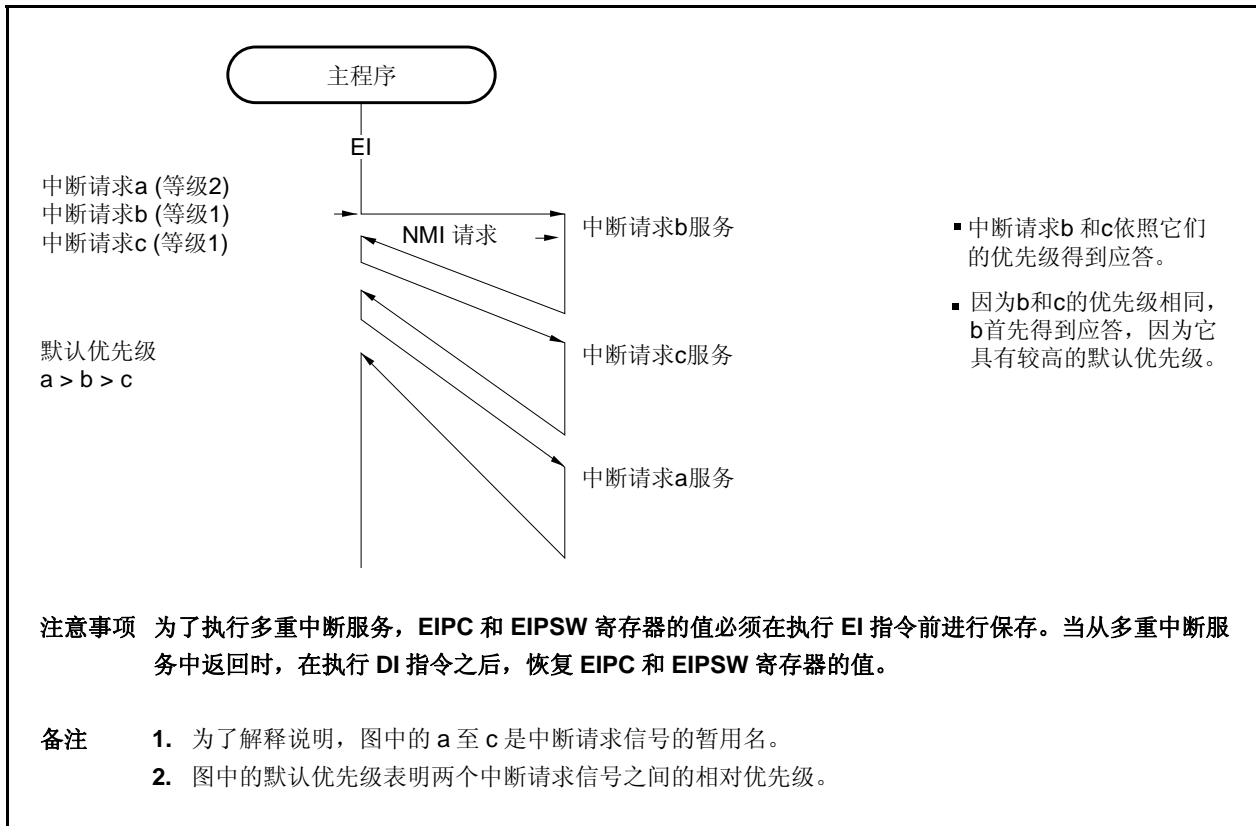 主程序
EI
中断请求a (等级2)
中断请求b (等级1)
中断请求c (等级1)
NMI 请求
中断请求b服务
▪ 中断请求b 和c依照它们
的优先级得到应答。
▪ 因为b和c的优先级相同，
b首先得到应答，因为它
具有较高的默认优先级。
默认优先级
a > b > c
中断请求c服务
中断请求a服务
注意事项 为了执行多重中断服务，EIPC 和 EIPSW 寄存器的值必须在执行 EI 指令前进行保存。当从多重中断服
务中返回时，在执行 DI 指令之后，恢复 EIPC 和 EIPSW 寄存器的值。
备注 1. 为了解释说明，图中的 a 至 c 是中断请求信号的暂用名。
2. 图中的默认优先级表明两个中断请求信号之间的相对优先级。